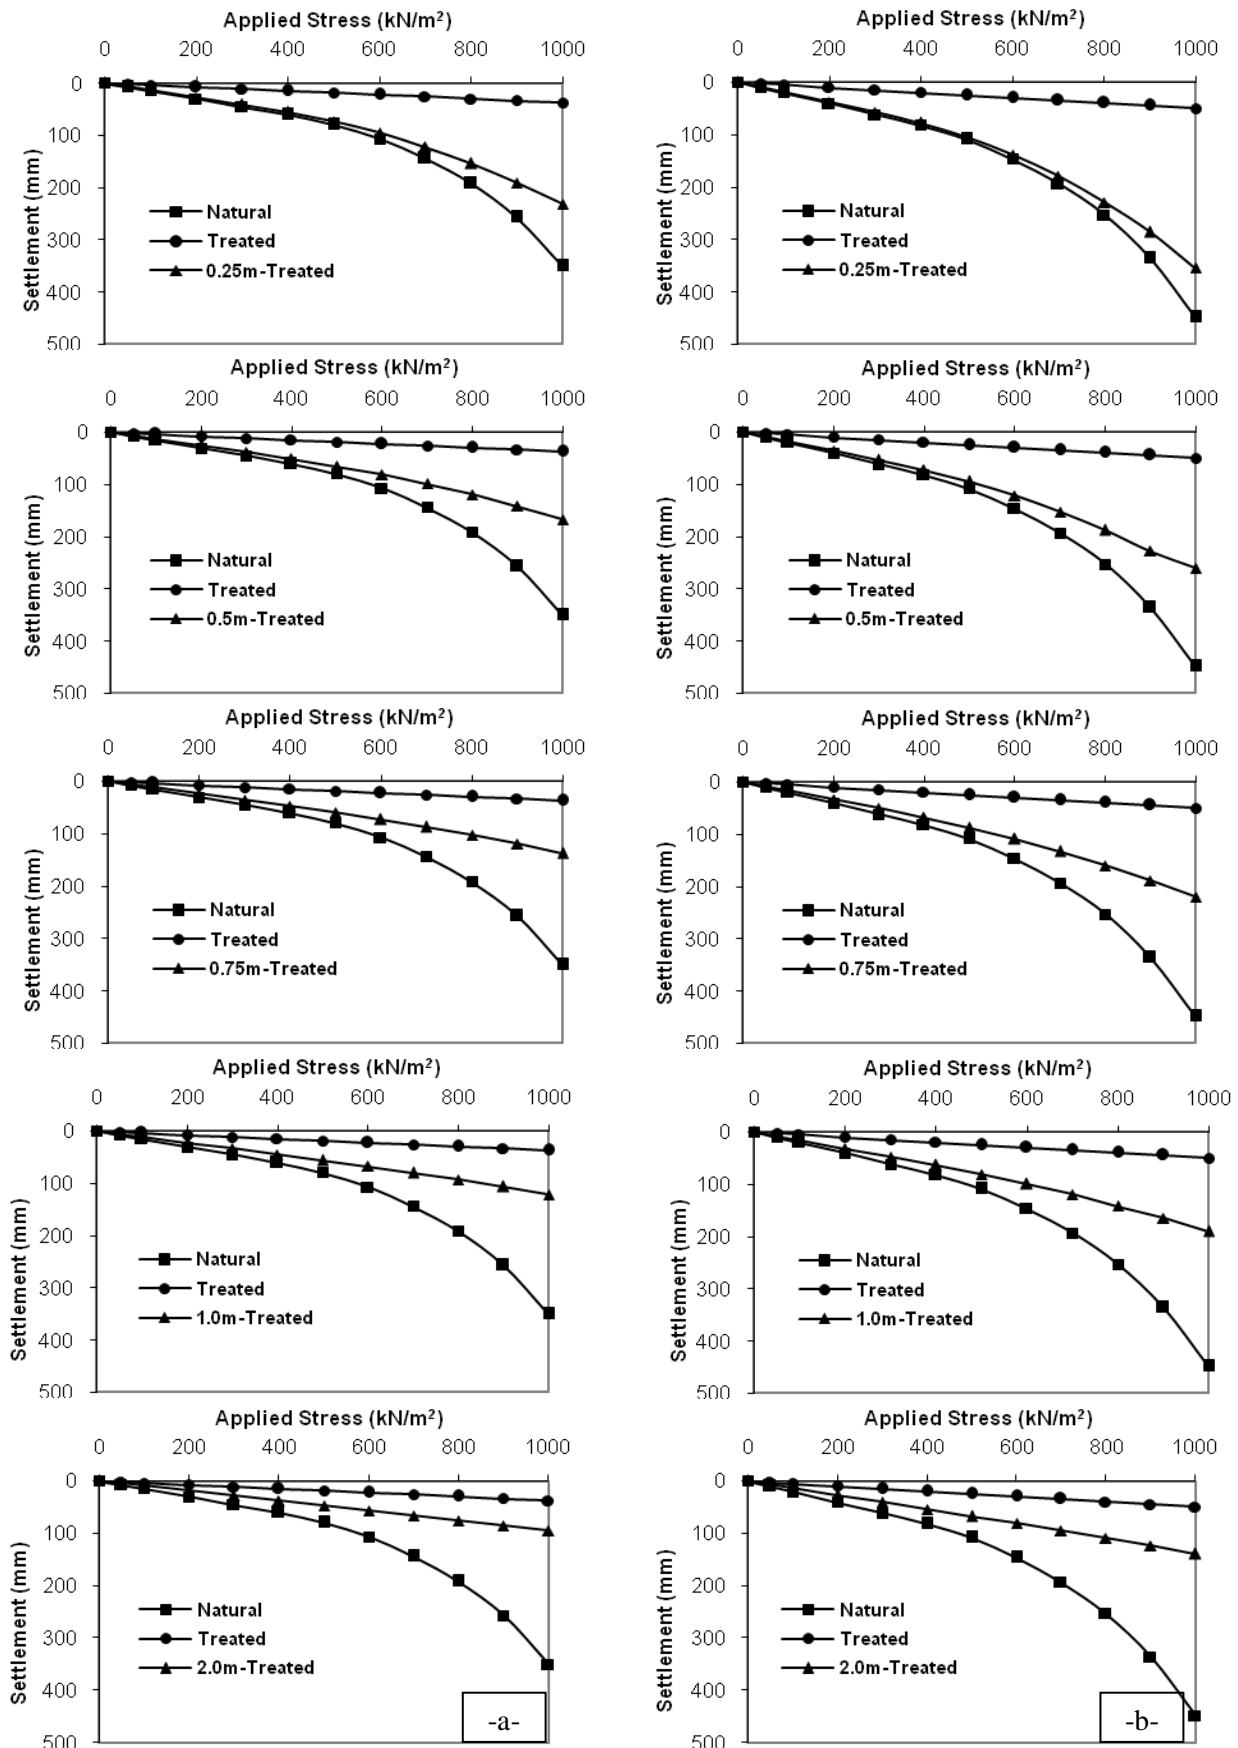 Applied Stress (kN/m²)
0 200 400 600 800 1000
0
100
200
300
400
500
Settlement (mm)
Natural
Treated
0.25m-Treated
Applied Stress (kN/m²)
0 200 400 600 800 1000
0
100
200
300
400
500
Settlement (mm)
Natural
Treated
0.25m-Treated
Applied Stress (kN/m²)
0 200 400 600 800 1000
0
100
200
300
400
500
Settlement (mm)
Natural
Treated
0.5m-Treated
Applied Stress (kN/m²)
0 200 400 600 800 1000
0
100
200
300
400
500
Settlement (mm)
Natural
Treated
0.5m-Treated
Applied Stress (kN/m²)
0 200 400 600 800 1000
0
100
200
300
400
500
Settlement (mm)
Natural
Treated
0.75m-Treated
Applied Stress (kN/m²)
0 200 400 600 800 1000
0
100
200
300
400
500
Settlement (mm)
Natural
Treated
0.75m-Treated
Applied Stress (kN/m²)
0 200 400 600 800 1000
0
100
200
300
400
500
Settlement (mm)
Natural
Treated
1.0m-Treated
Applied Stress (kN/m²)
0 200 400 600 800 1000
0
100
200
300
400
500
Settlement (mm)
Natural
Treated
1.0m-Treated
Applied Stress (kN/m²)
0 200 400 600 800 1000
0
100
200
300
400
500
Settlement (mm)
Natural
Treated
2.0m-Treated
-a-
Applied Stress (kN/m²)
0 200 400 600 800 1000
0
100
200
300
400
500
Settlement (mm)
Natural
Treated
2.0m-Treated
-b-